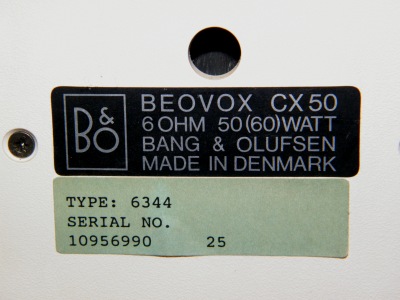 B&O
BEOVOX CX50
6 OHM 50(60)WATT
BANG & OLUFSEN
MADE IN DENMARK
TYPE: 6344
SERIAL NO.
10956990 25